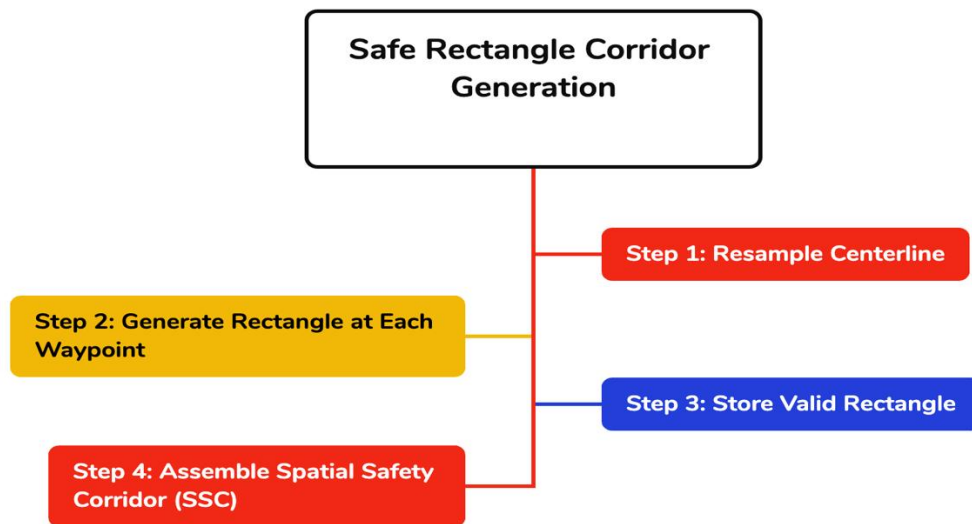 Safe Rectangle Corridor
Generation
Step 1: Resample Centerline
Step 2: Generate Rectangle at Each
Waypoint
Step 3: Store Valid Rectangle
Step 4: Assemble Spatial Safety
Corridor (SSC)